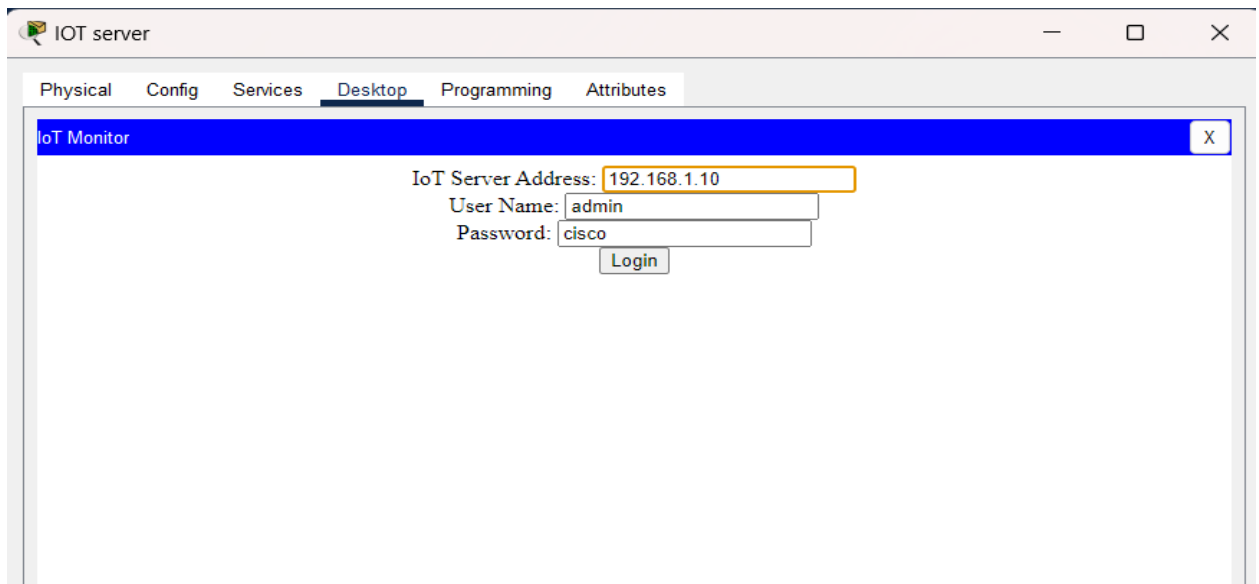 IOT server
Physical Config Services Desktop Programming Attributes
IoT Monitor X
IoT Server Address: 192.168.1.10
User Name: admin
Password: cisco
Login